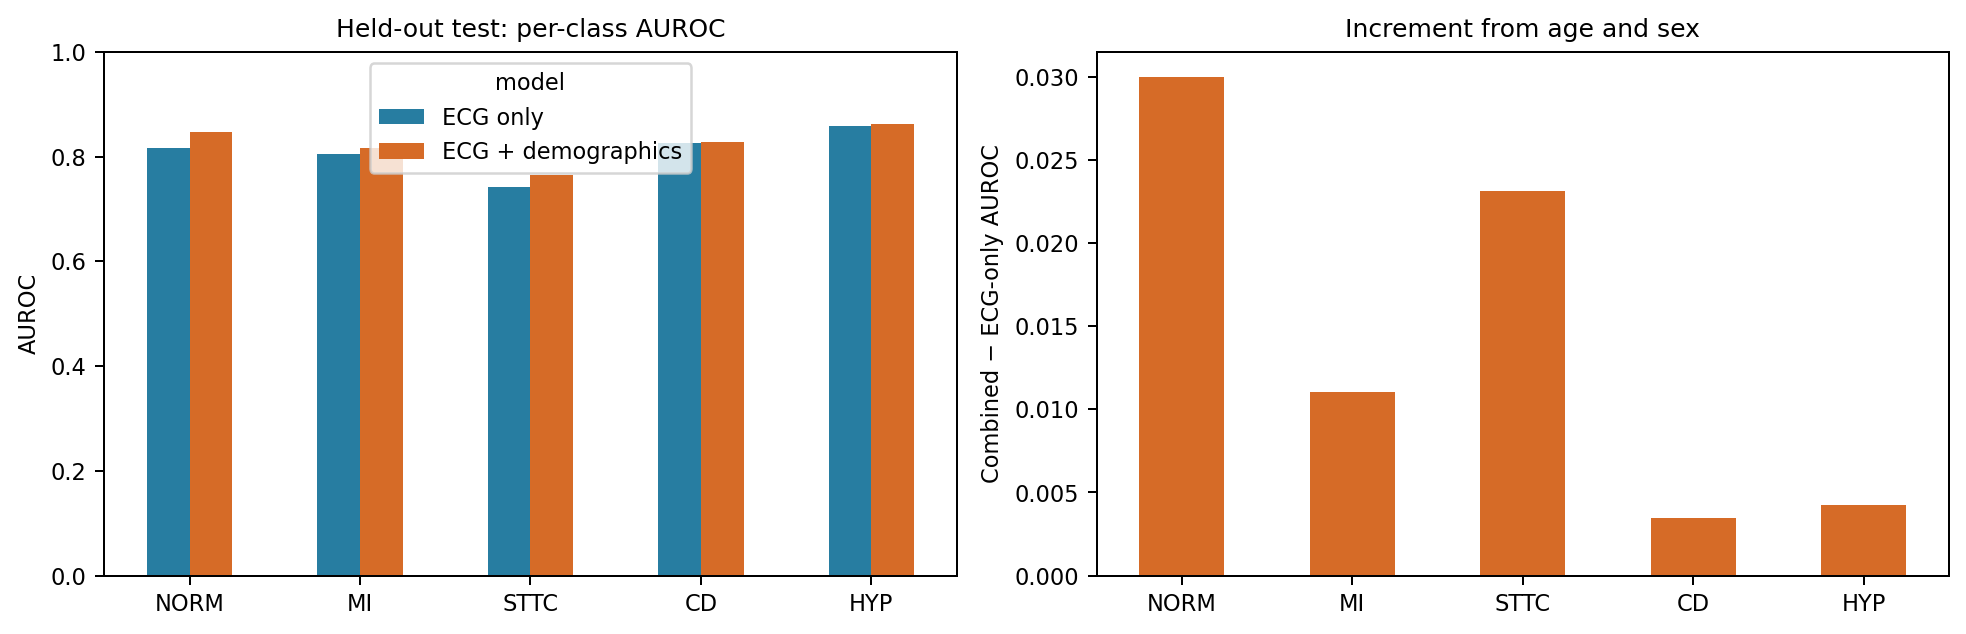 Held-out test: per-class AUROC
AUROC
1.0
0.8
0.6
0.4
0.2
0.0
model
ECG only
ECG + demographics
NORM
MI
STTC
CD
HYP
Increment from age and sex
Combined − ECG-only AUROC
0.030
0.025
0.020
0.015
0.010
0.005
0.000
NORM
MI
STTC
CD
HYP